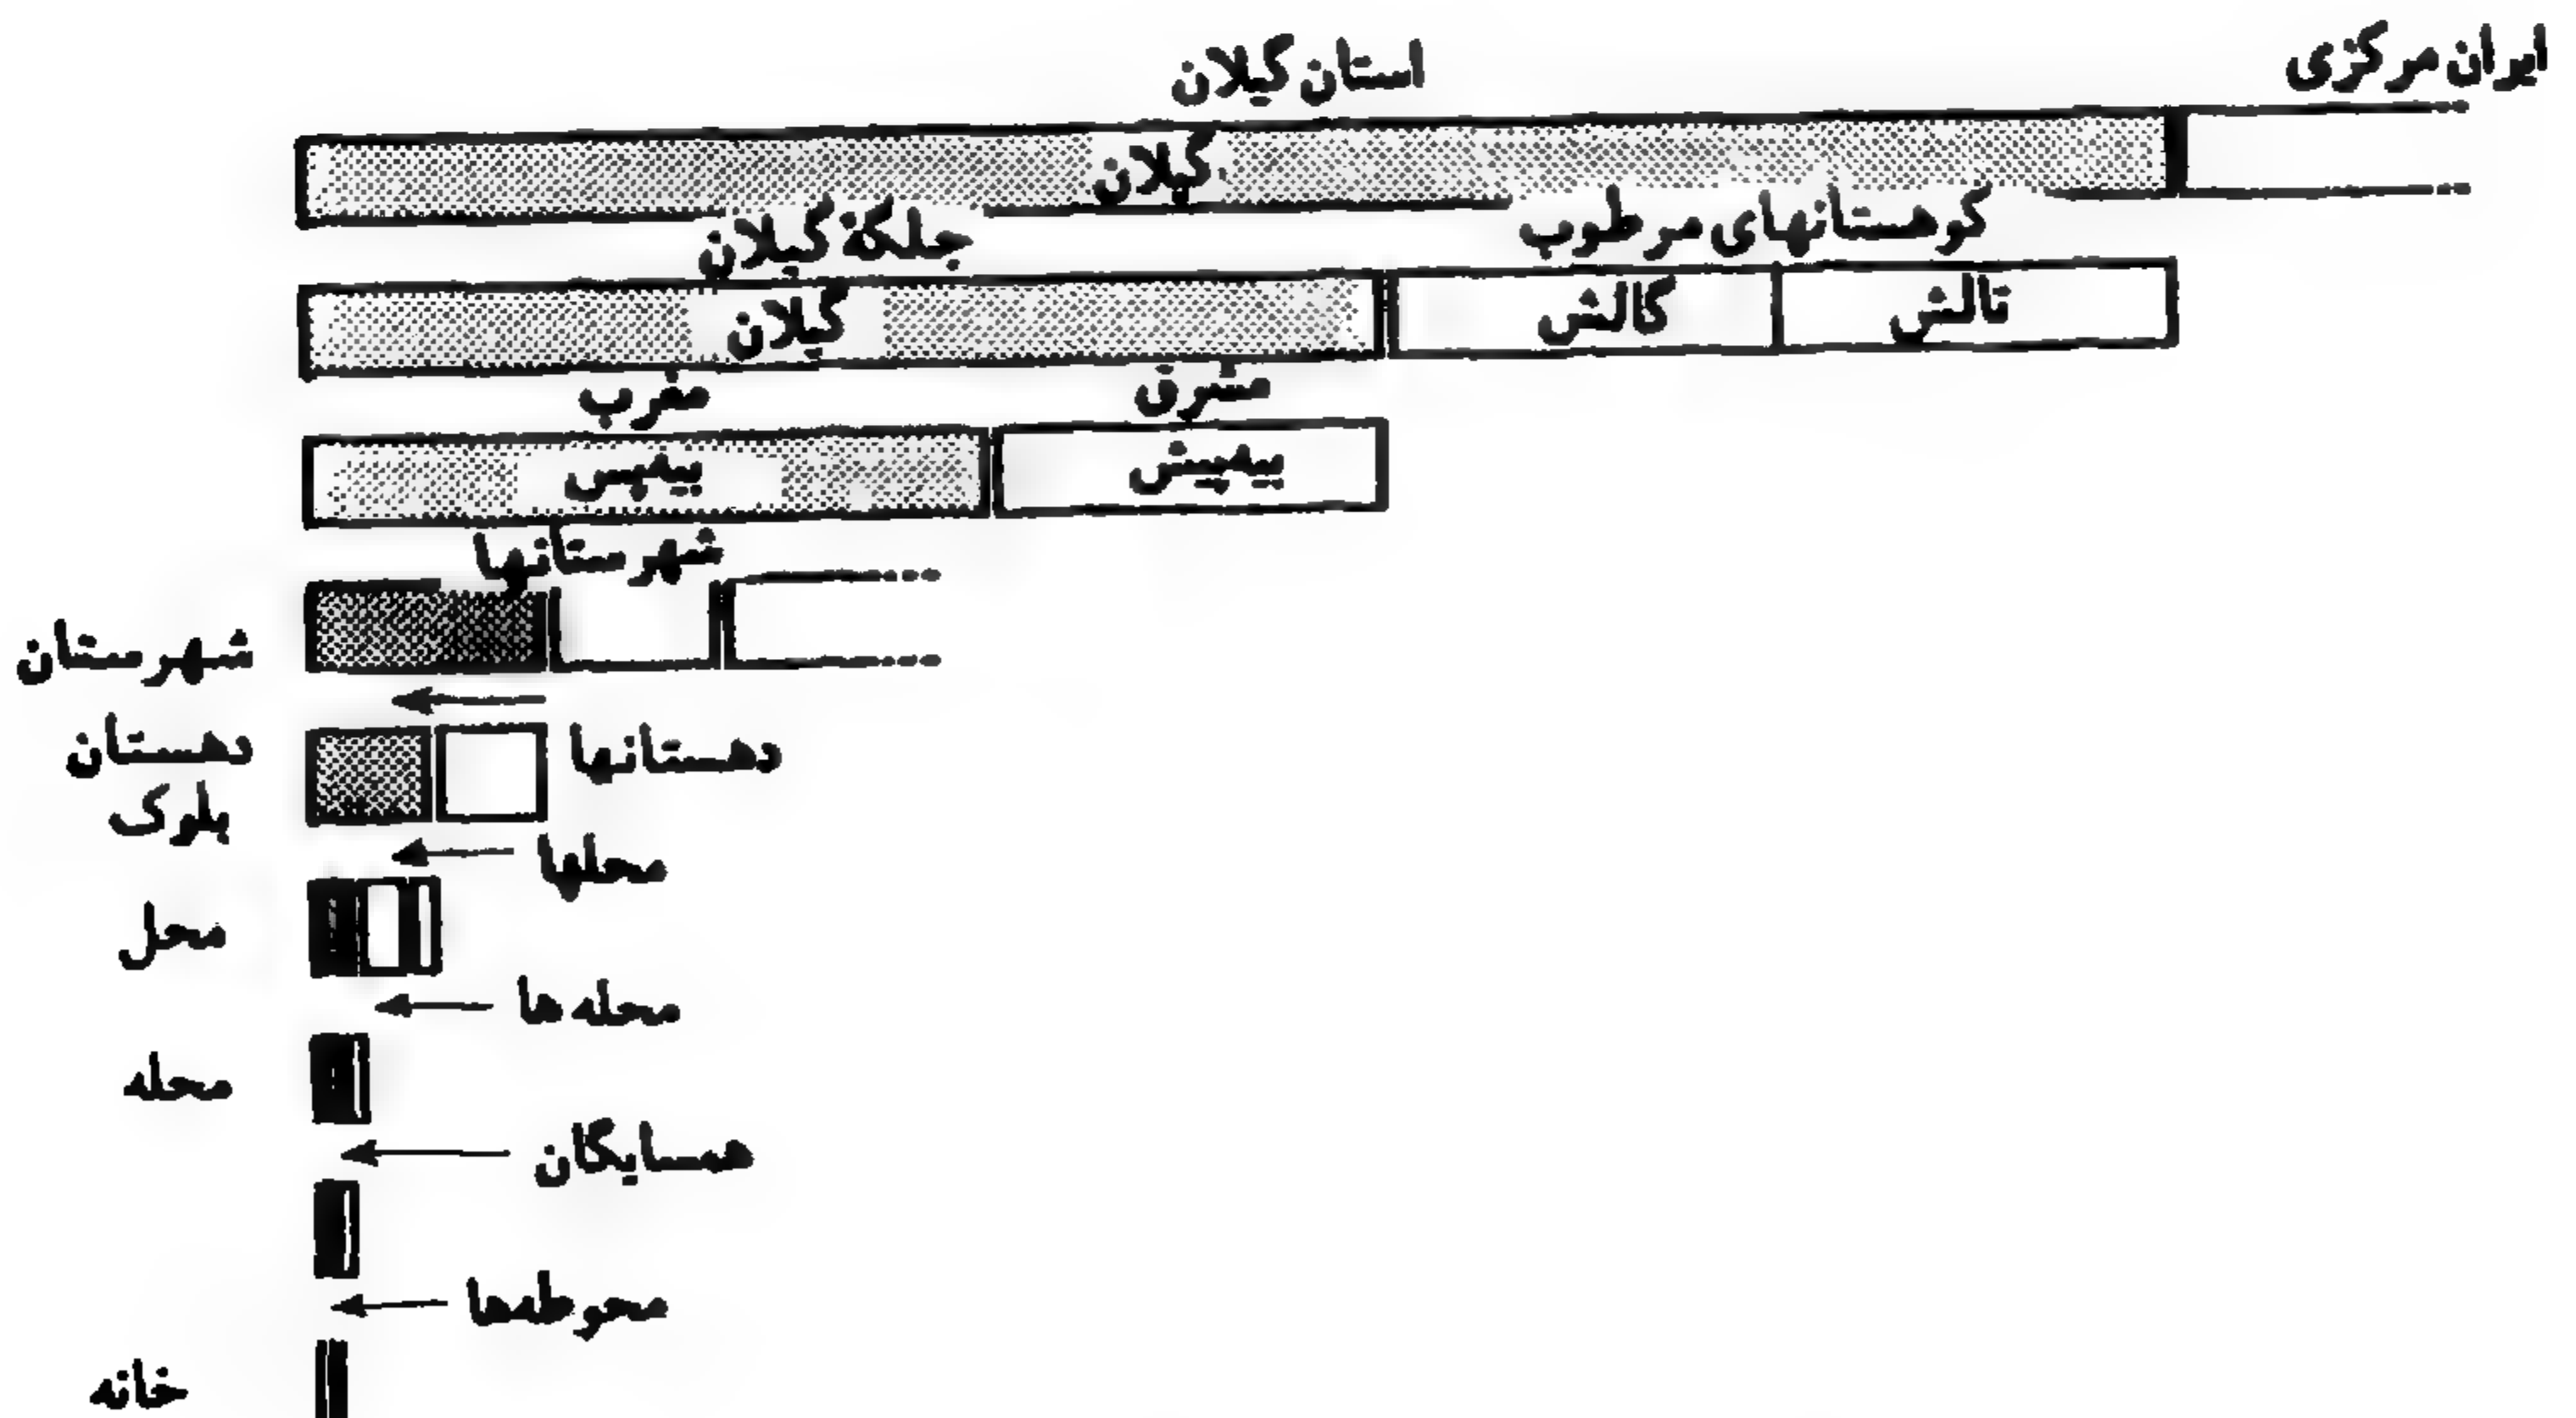 ایران مرکزی
استان گیلان
گیلان
کوهستانهای مرطوب
جلگهٔ گیلان
تالش
گالش
گیلان
مشرق
مغرب
بیه‌پیش
بیه‌پس
شهرستانها
شهرستان
دهستانها
دهستان
بلوک
محلها
محل
محله ها
محله
همسایگان
محوطه‌ها
خانه